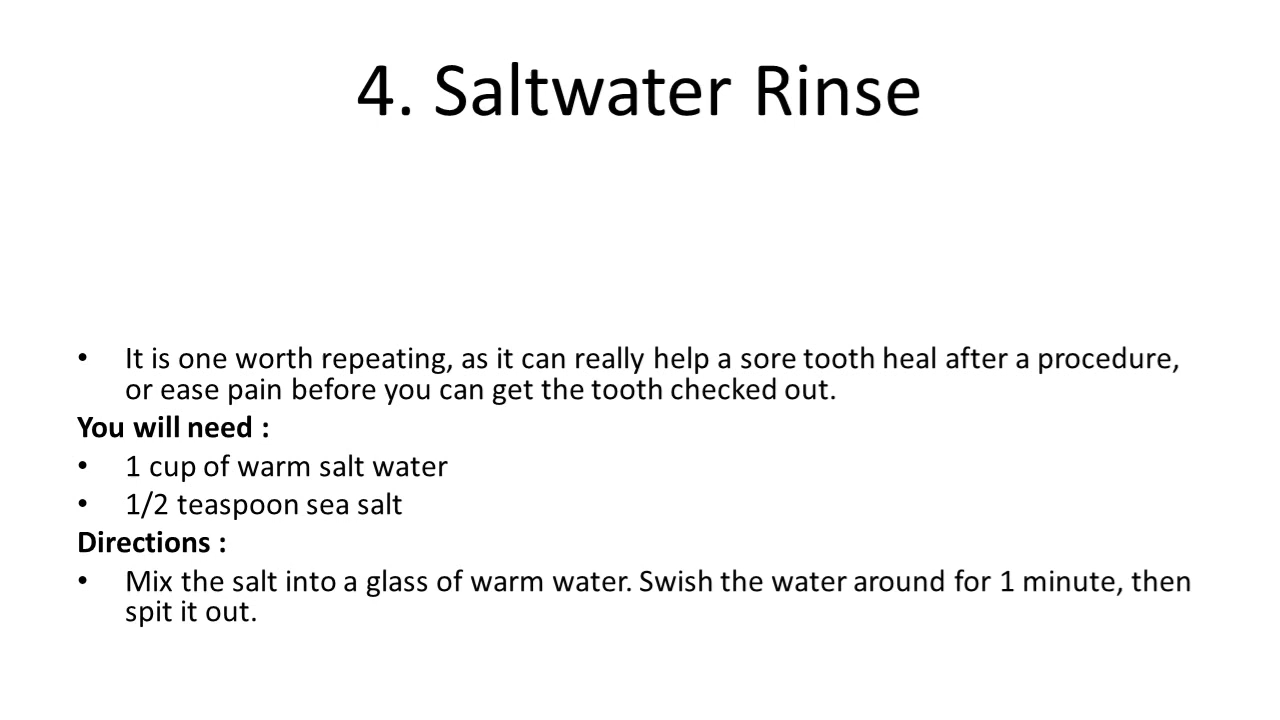 4. Saltwater Rinse
• It is one worth repeating, as it can really help a sore tooth heal after a procedure,
or ease pain before you can get the tooth checked out.
You will need :
• 1 cup of warm salt water
• 1/2 teaspoon sea salt
Directions :
• Mix the salt into a glass of warm water. Swish the water around for 1 minute, then
spit it out.